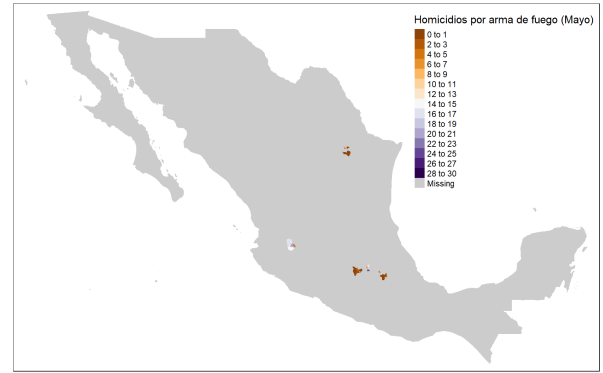 Homicidios por arma de fuego (Mayo)
0 to 1
2 to 3
4 to 5
6 to 7
8 to 9
10 to 11
12 to 13
14 to 15
16 to 17
18 to 19
20 to 21
22 to 23
24 to 25
26 to 27
28 to 30
Missing